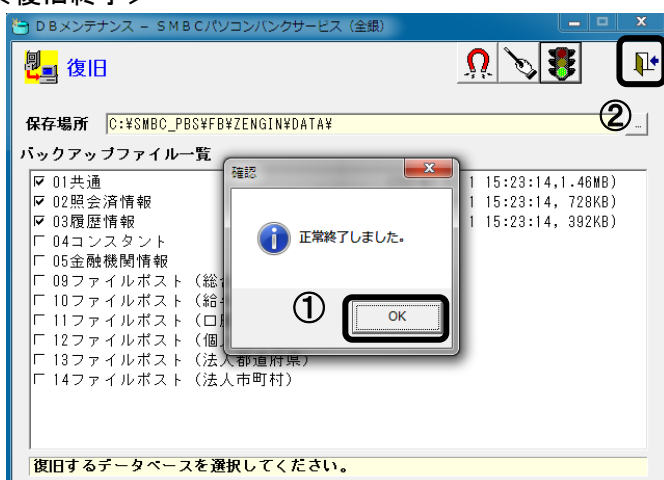 ＜復旧終了＞
DBメンテナンス － SMBCパソコンバンクサービス（全銀）
復旧
保存場所 C:¥SMBC_PBS¥FB¥ZENGIN¥DATA¥ ...
②
バックアップファイル一覧
確認
01共通 1 15:23:14,1.46MB)
02照会済情報 1 15:23:14, 728KB)
03履歴情報 1 15:23:14, 392KB)
正常終了しました。
04コンスタント
05金融機関情報
09ファイルポスト（総
10ファイルポスト（給
① OK
11ファイルポスト（口
12ファイルポスト（個
13ファイルポスト（法人都道府県）
14ファイルポスト（法人市町村）
復旧するデータベースを選択してください。